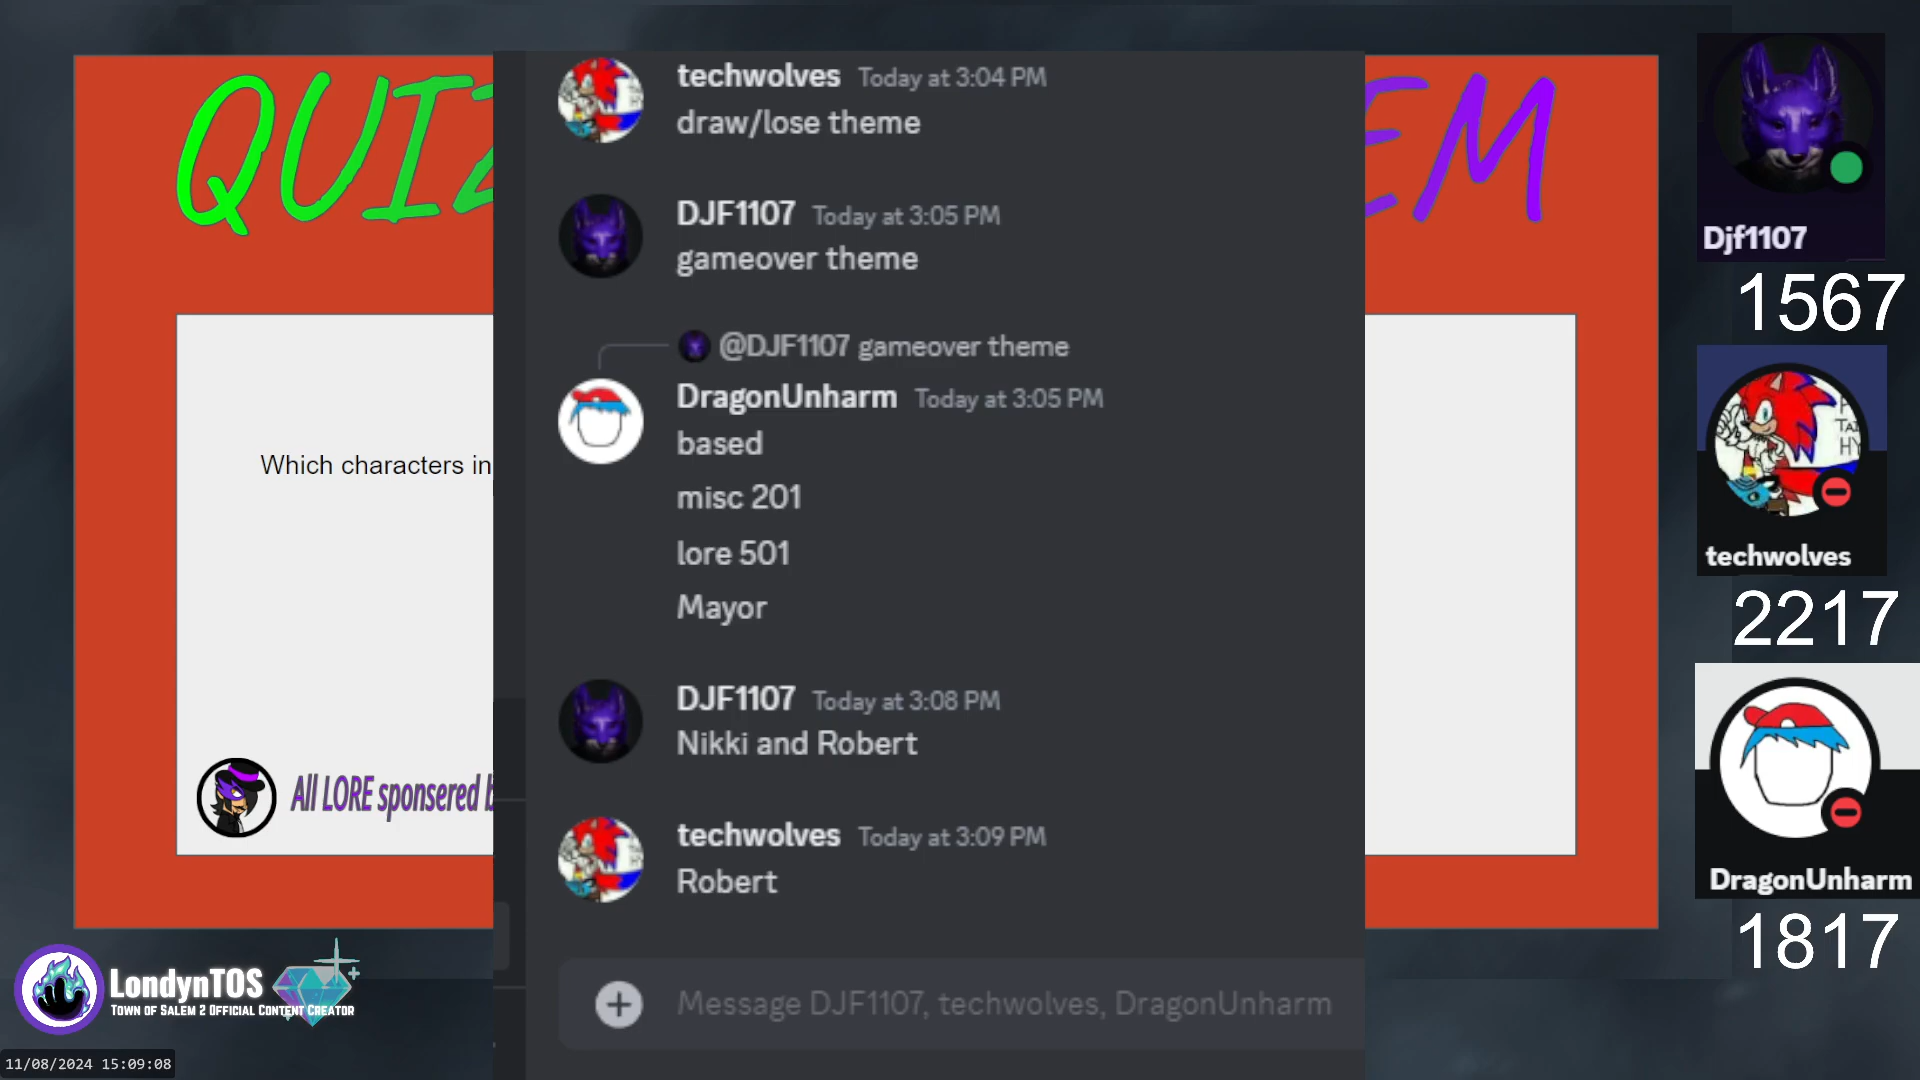 QUIZ
EM
techwolves Today at 3:04 PM
draw/lose theme
DJF1107 Today at 3:05 PM
gameover theme
@DJF1107 gameover theme
DragonUnharm Today at 3:05 PM
based
misc 201
lore 501
Mayor
DJF1107 Today at 3:08 PM
Nikki and Robert
techwolves Today at 3:09 PM
Robert
Message DJF1107, techwolves, DragonUnharm
Which characters in
All LORE sponsered b
Djf1107
1567
techwolves
2217
DragonUnharm
1817
LondynTOS
TOWN OF SALEM 2 OFFICIAL CONTENT CREATOR
11/08/2024 15:09:08